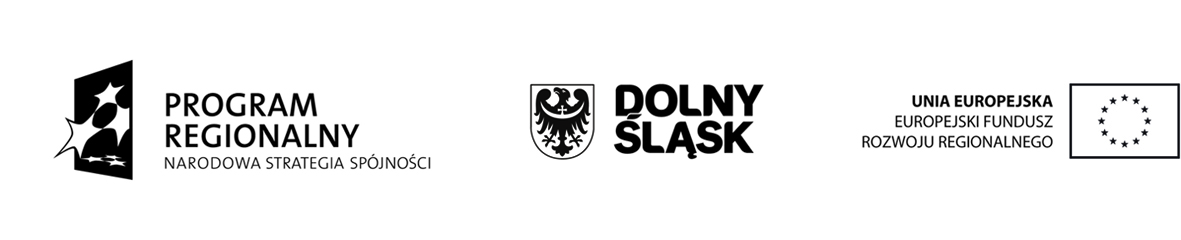 PROGRAM
REGIONALNY
NARODOWA STRATEGIA SPÓJNOŚCI
DOLNY
ŚLĄSK
UNIA EUROPEJSKA
EUROPEJSKI FUNDUSZ
ROZWOJU REGIONALNEGO